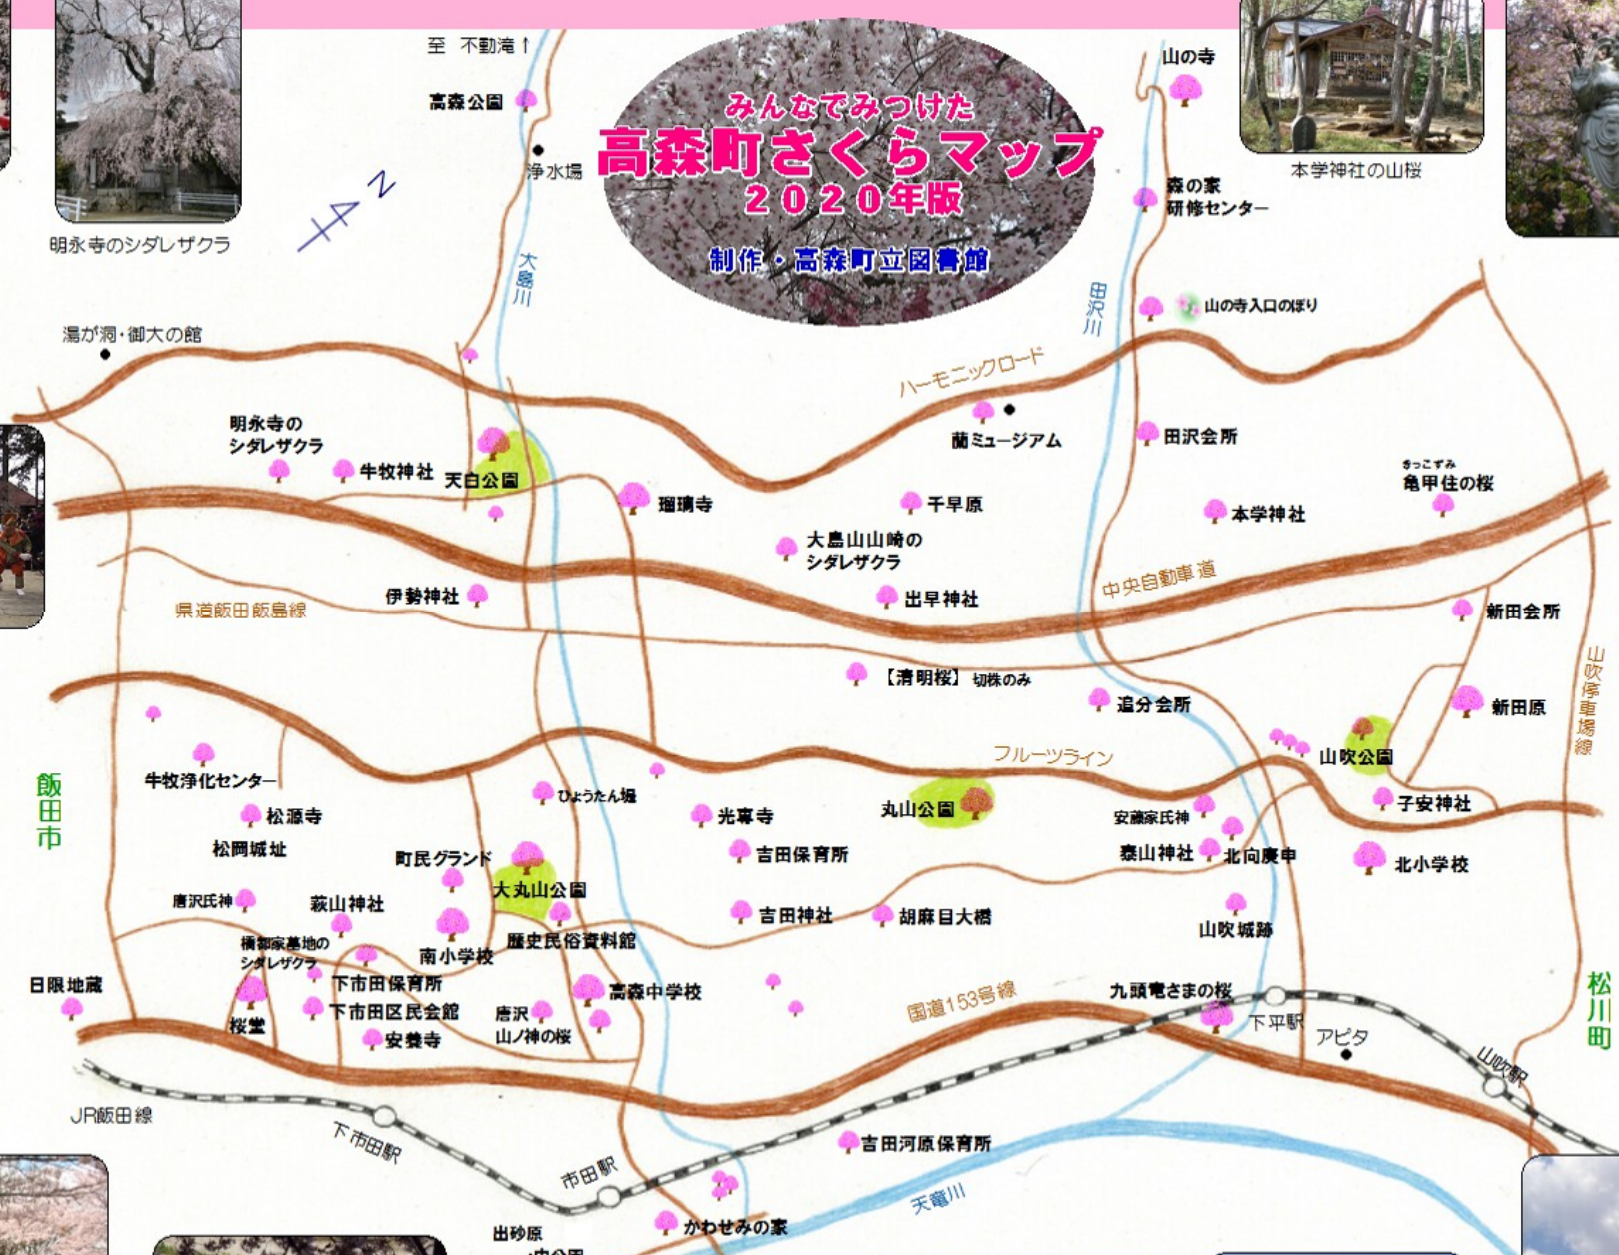 至 不動滝↑
高森公園
浄水場
みんなでみつけた
高森町さくらマップ
2020年版
制作・高森町立図書館
山の寺
本学神社の山桜
森の家
研修センター
明永寺のシダレザクラ
N
大島川
田沢川
山の寺入口のぼり
湯が洞・御大の館
ハーモニックロード
明永寺の
シダレザクラ
牛牧神社
天白公園
瑠璃寺
蘭ミュージアム
田沢会所
きっこずみ
亀甲住の桜
千早原
本学神社
大島山山崎の
シダレザクラ
伊勢神社
出早神社
中央自動車道
県道飯田飯島線
新田会所
【清明桜】切株のみ
追分会所
新田原
山吹停車場線
フルーツライン
山吹公園
飯田市
牛牧浄化センター
ひょうたん堀
丸山公園
子安神社
松源寺
光専寺
安藤家氏神
松岡城址
町民グランド
吉田保育所
泰山神社
北向庚申
北小学校
大丸山公園
唐沢氏神
萩山神社
吉田神社
胡麻目大橋
山吹城跡
橋都家墓地の
シダレザクラ
南小学校
歴史民俗資料館
日限地蔵
下市田保育所
高森中学校
国道153号線
九頭竜さまの桜
松川町
桜堂
下市田区民会館
唐沢
山ノ神の桜
下平駅
安養寺
アピタ
山吹駅
JR飯田線
下市田駅
市田駅
吉田河原保育所
天竜川
出砂原
かわせみの家